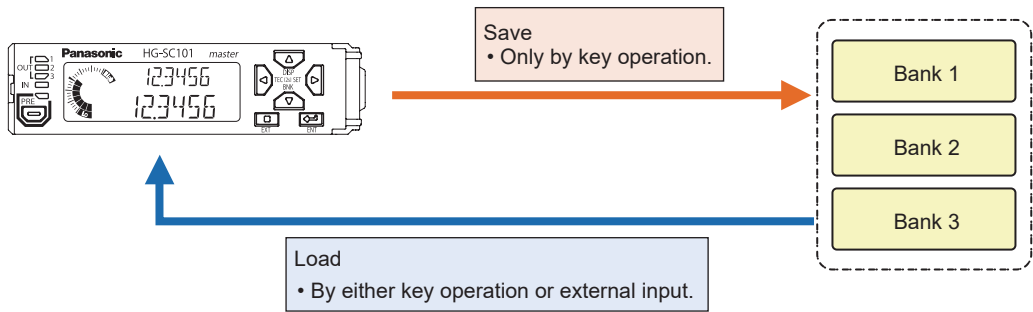 Save
• Only by key operation.
Panasonic HG-SC101 master
OUT 1
2
3
IN
PRE
12.3456
12.3456
DISP
TEC(2s) SET
BNK
EXT ENT
Bank 1
Bank 2
Bank 3
Load
• By either key operation or external input.